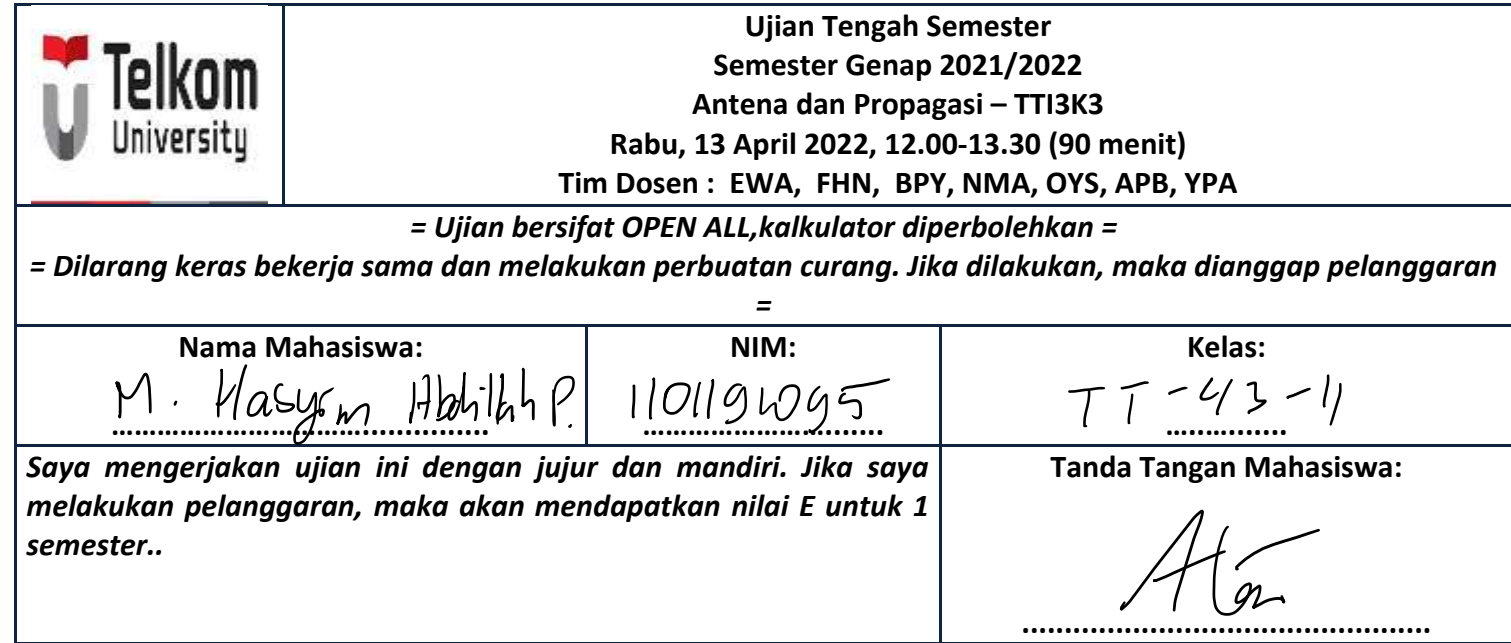 Telkom
University
Ujian Tengah Semester
Semester Genap 2021/2022
Antena dan Propagasi – TTI3K3
Rabu, 13 April 2022, 12.00-13.30 (90 menit)
Tim Dosen : EWA, FHN, BPY, NMA, OYS, APB, YPA
= Ujian bersifat OPEN ALL,kalkulator diperbolehkan =
= Dilarang keras bekerja sama dan melakukan perbuatan curang. Jika dilakukan, maka dianggap pelanggaran
=
Nama Mahasiswa:
M. Hasyim Abdillah P.
NIM:
Kelas:
TT-43-11
Saya mengerjakan ujian ini dengan jujur dan mandiri. Jika saya
melakukan pelanggaran, maka akan mendapatkan nilai E untuk 1
semester..
Tanda Tangan Mahasiswa: